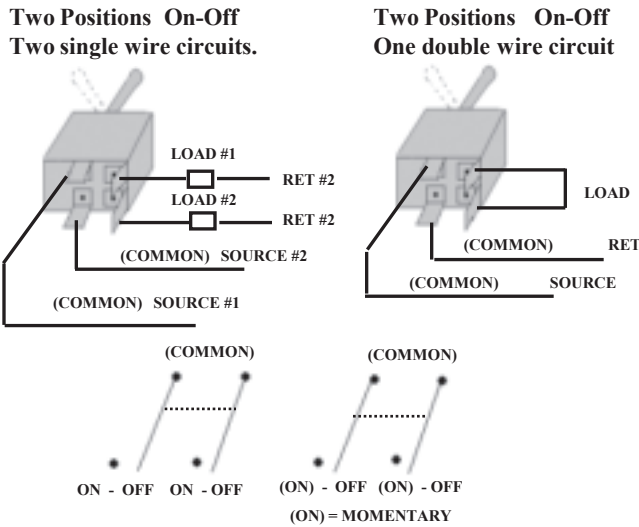 Two Positions On-Off
Two single wire circuits.
LOAD #1
RET #2
LOAD #2
RET #2
(COMMON) SOURCE #2
(COMMON) SOURCE #1
Two Positions On-Off
One double wire circuit
LOAD
(COMMON) RET
(COMMON) SOURCE
(COMMON)
ON - OFF ON - OFF
(COMMON)
(ON) - OFF (ON) - OFF
(ON) = MOMENTARY